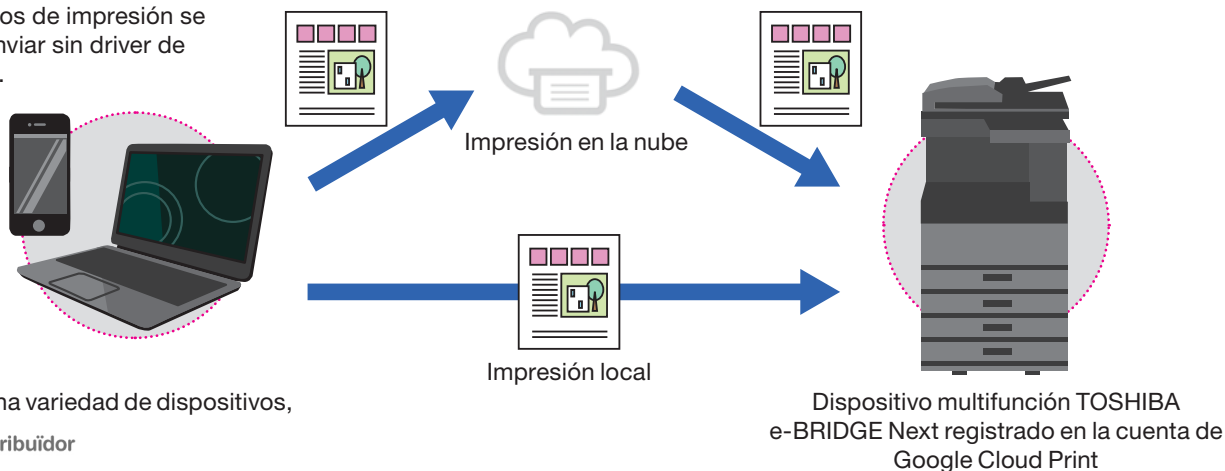 os de impresión se
nviar sin driver de
.
Impresión en la nube
Impresión local
na variedad de dispositivos,
ribuïdor
Dispositivo multifunción TOSHIBA
e-BRIDGE Next registrado en la cuenta de
Google Cloud Print